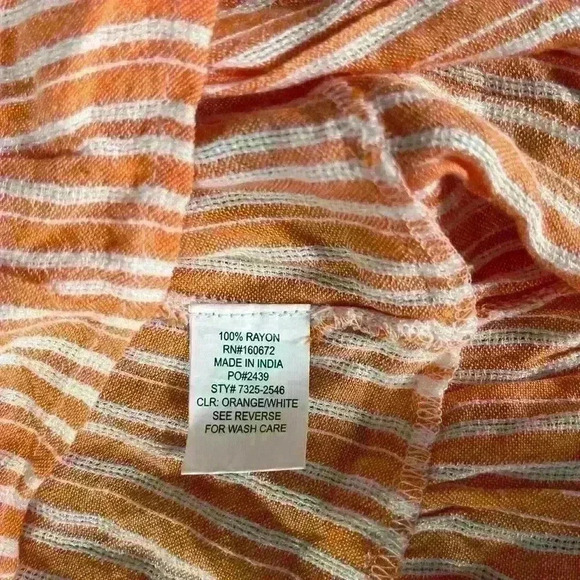 100% RAYON
RN#160672
MADE IN INDIA
PO#2439
STY# 7325-2546
CLR: ORANGE/WHITE
SEE REVERSE
FOR WASH CARE